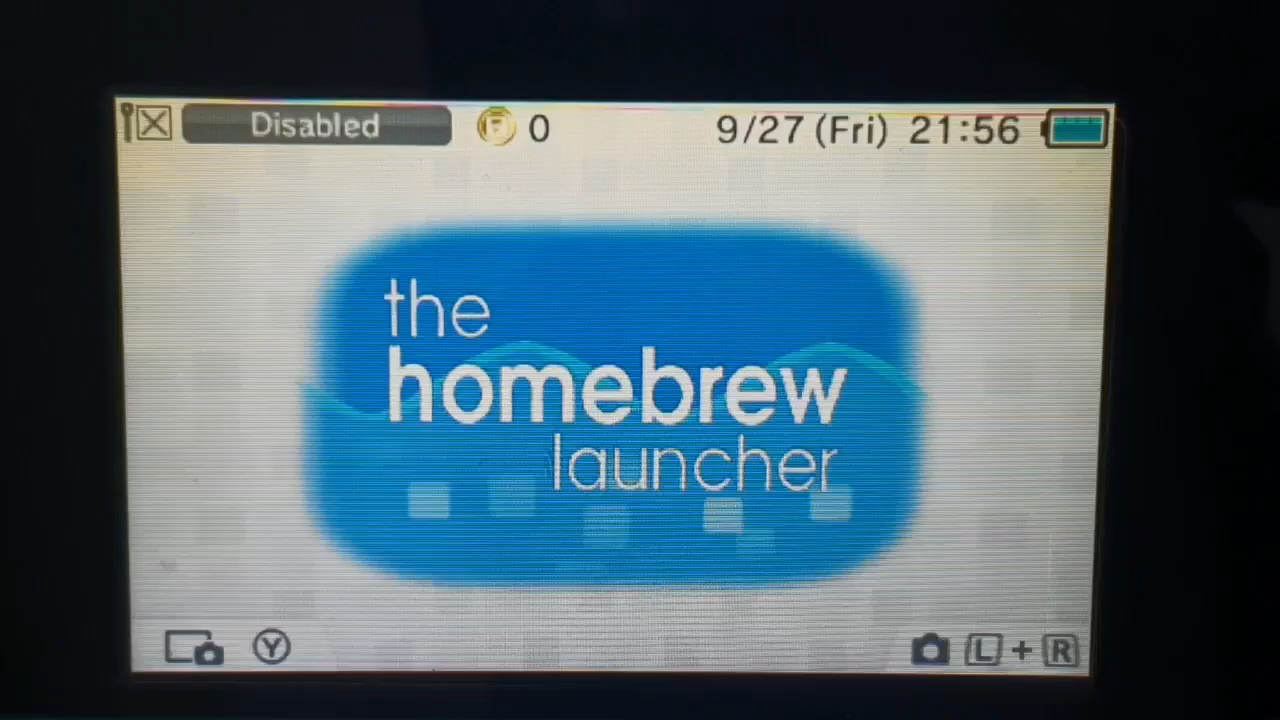 Disabled 0 9/27 (Fri) 21:56
the
homebrew
launcher
Y L + R